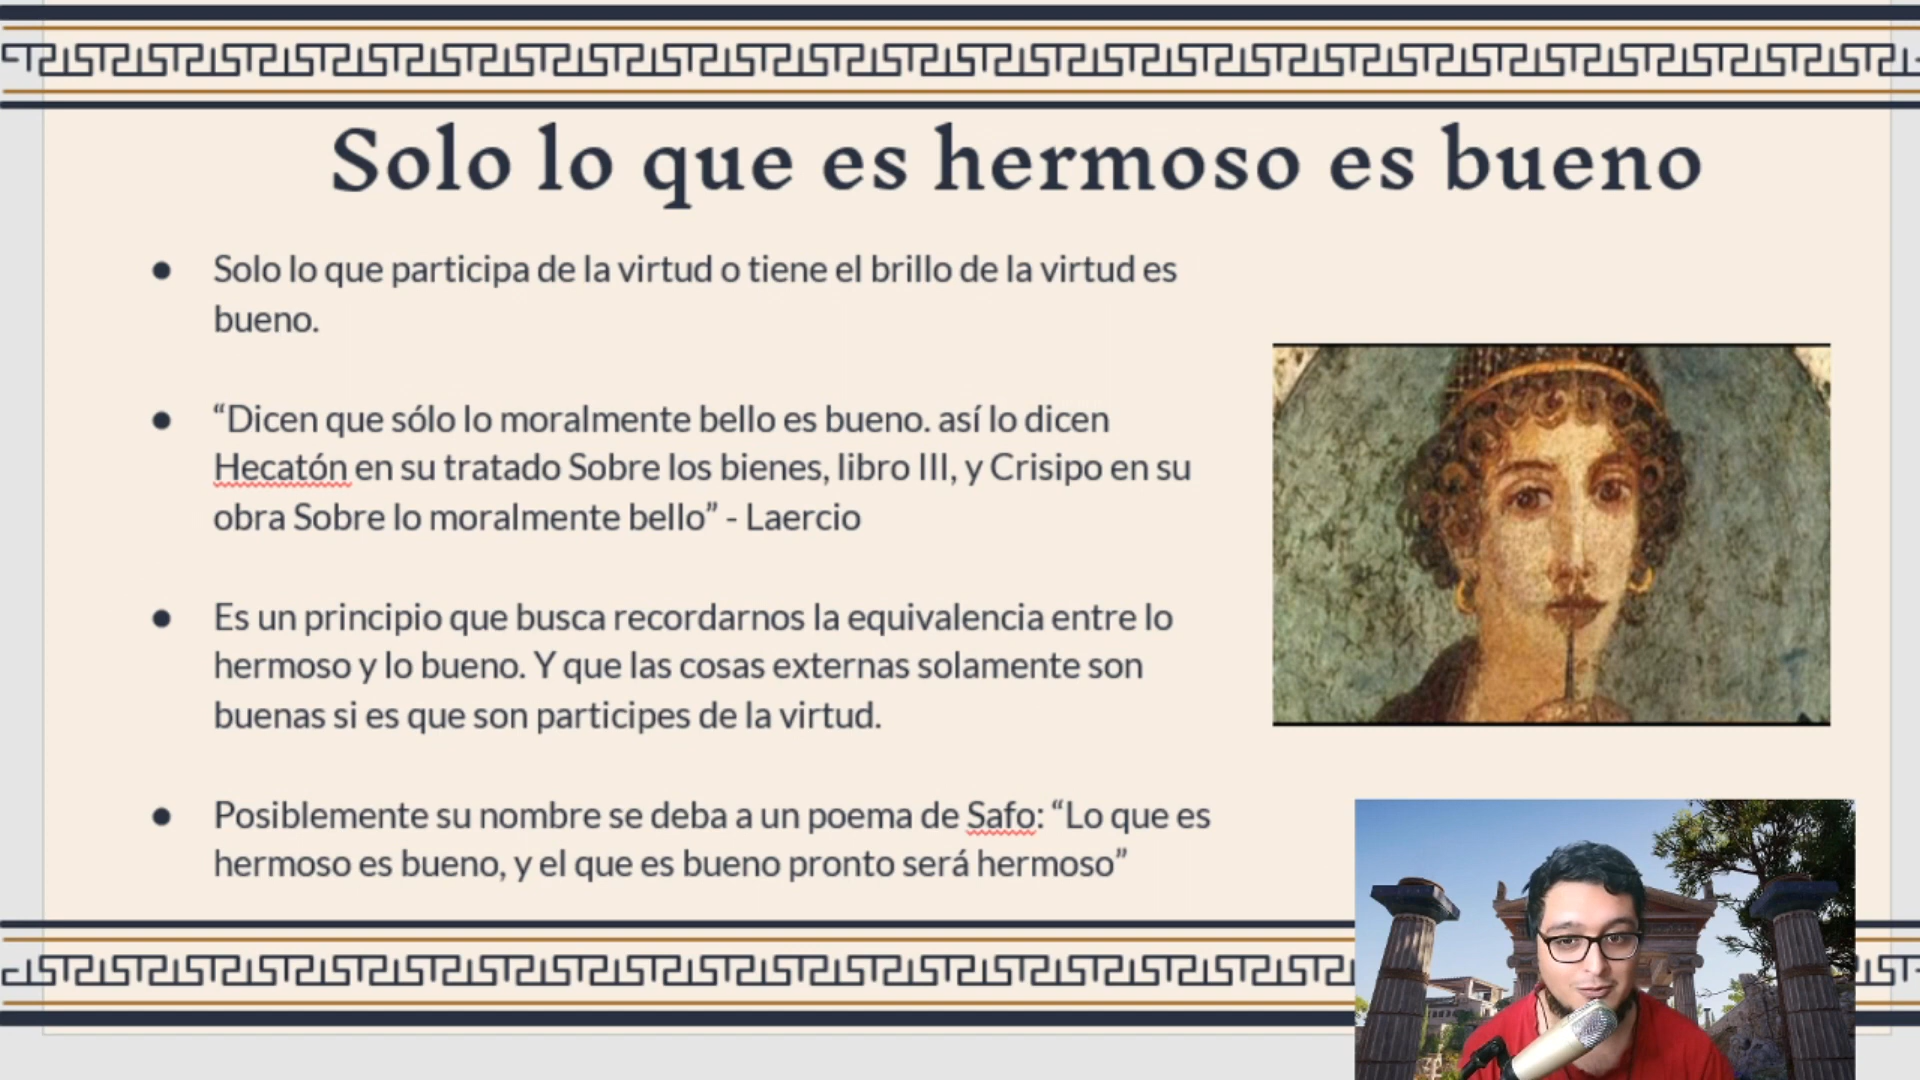 Solo lo que es hermoso es bueno
● Solo lo que participa de la virtud o tiene el brillo de la virtud es
bueno.
● “Dicen que sólo lo moralmente bello es bueno. así lo dicen
Hecatón en su tratado Sobre los bienes, libro III, y Crisipo en su
obra Sobre lo moralmente bello” - Laercio
● Es un principio que busca recordarnos la equivalencia entre lo
hermoso y lo bueno. Y que las cosas externas solamente son
buenas si es que son participes de la virtud.
● Posiblemente su nombre se deba a un poema de Safo: “Lo que es
hermoso es bueno, y el que es bueno pronto será hermoso”